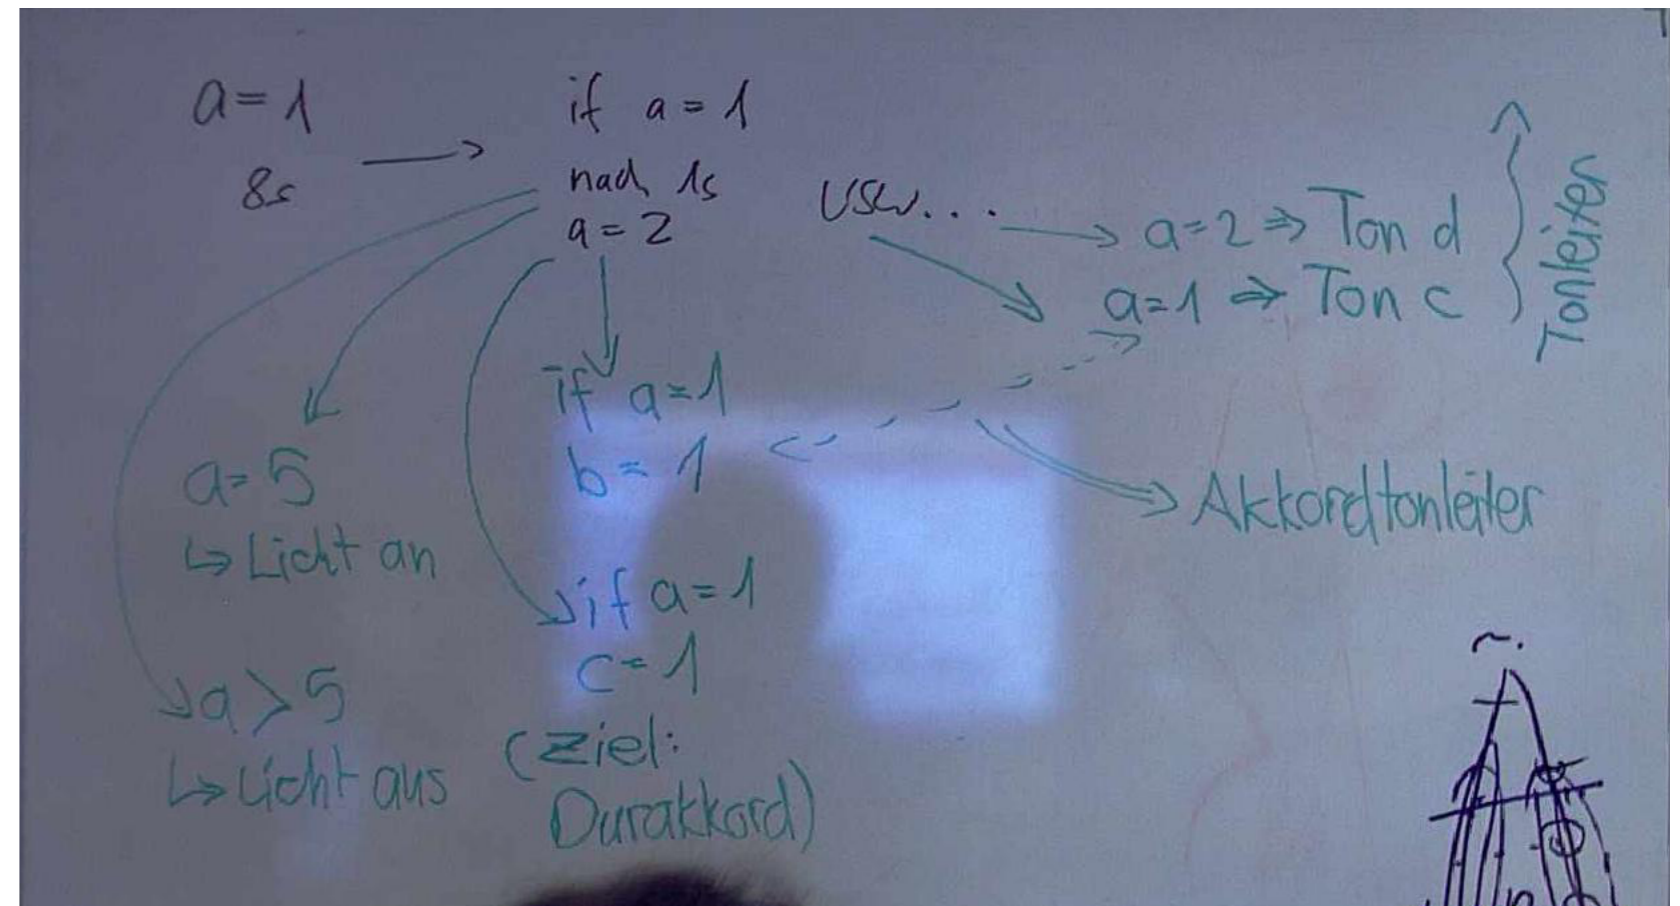 a = 1
8s →
if a = 1
nach 1s
a = 2
usw...
→ a=2 ⇒ Ton d
a=1 ⇒ Ton c
Tonleiter
if a=1
b = 1
a = 5
↳ Licht an
Akkordtonleiter
if a=1
c = 1
a > 5
↳ Licht aus
(Ziel:
Durakkord)